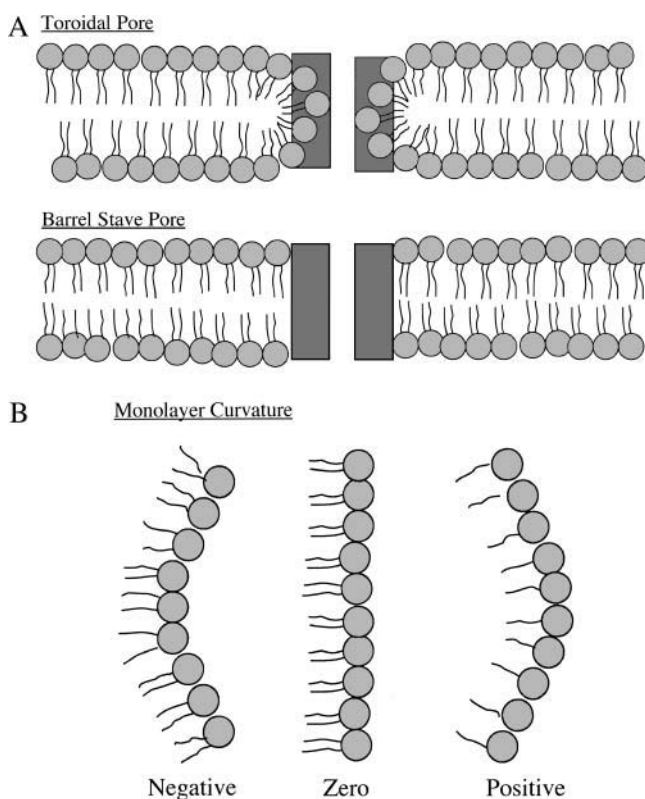 A
Toroidal Pore
Barrel Stave Pore
B
Monolayer Curvature
Negative Zero Positive